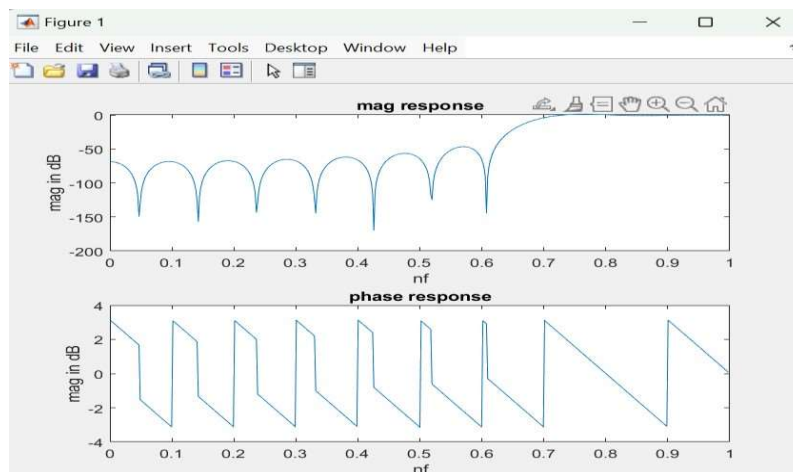 Figure 1
File Edit View Insert Tools Desktop Window Help
mag response
mag in dB
0
-50
-100
-150
-200
0 0.1 0.2 0.3 0.4 0.5 0.6 0.7 0.8 0.9 1
nf
phase response
mag in dB
4
2
0
-2
-4
0 0.1 0.2 0.3 0.4 0.5 0.6 0.7 0.8 0.9 1
nf